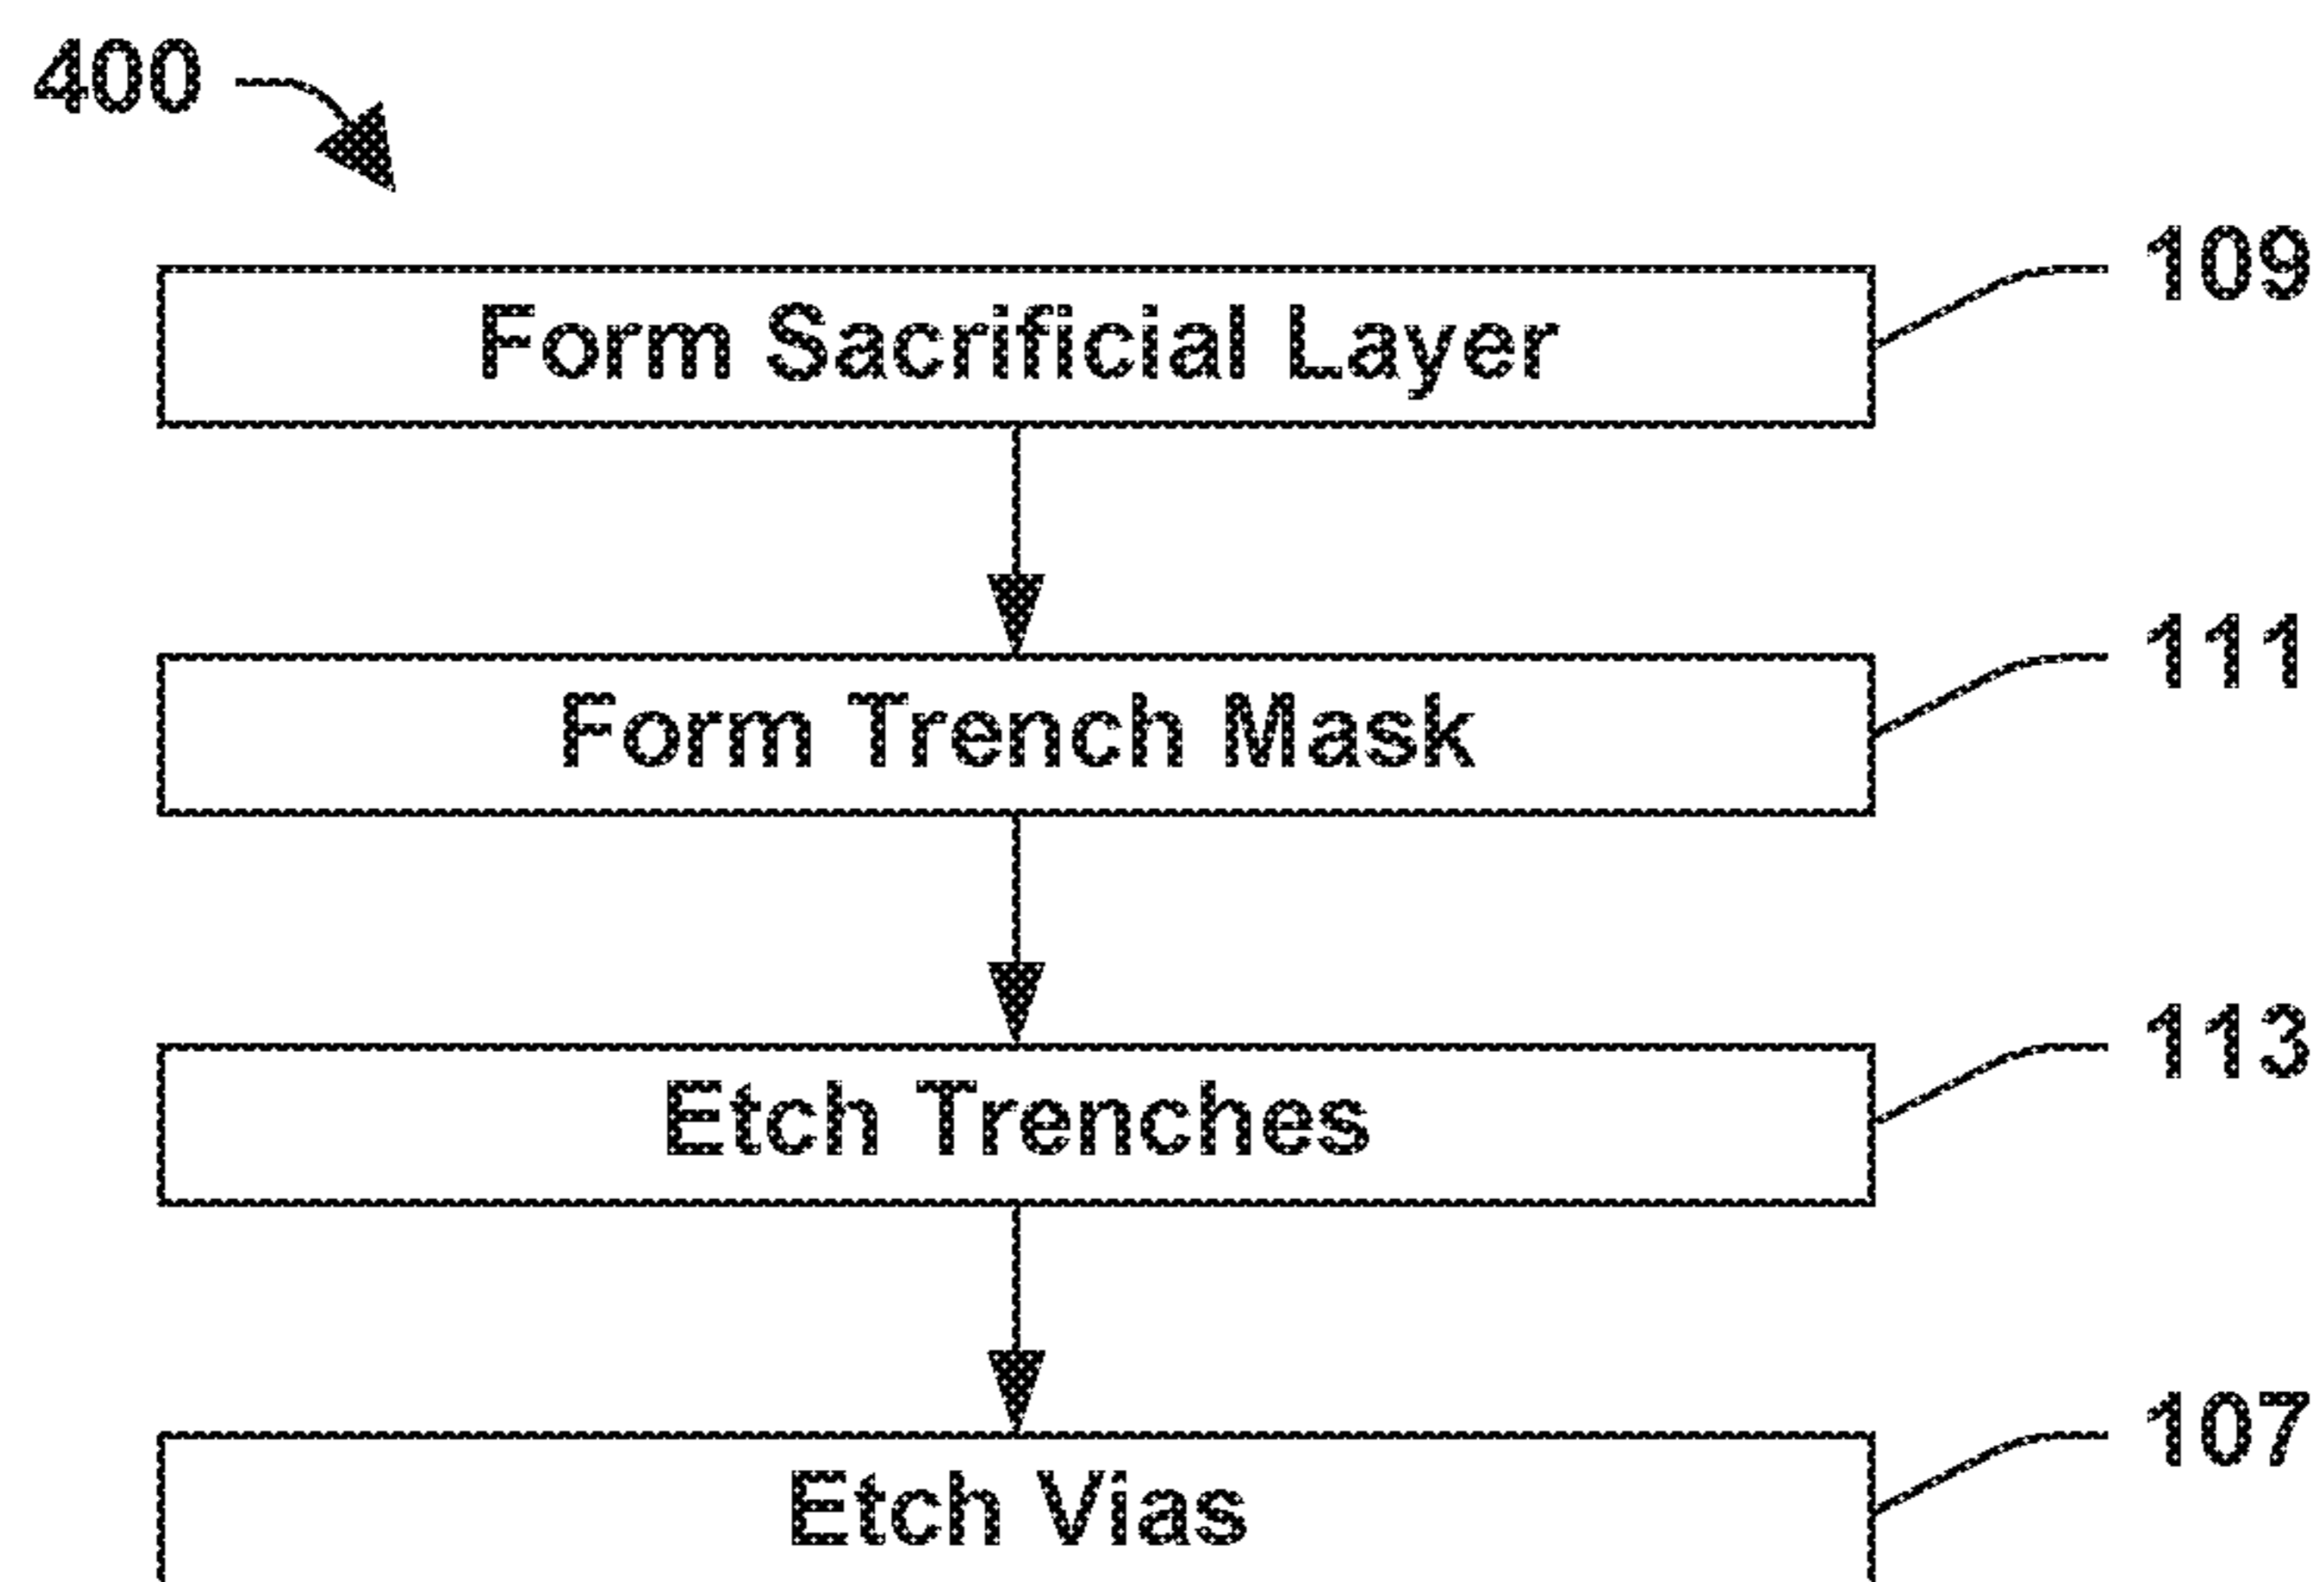 400
109
Form Sacrificial Layer
111
Form Trench Mask
113
Etch Trenches
107
Etch Vias